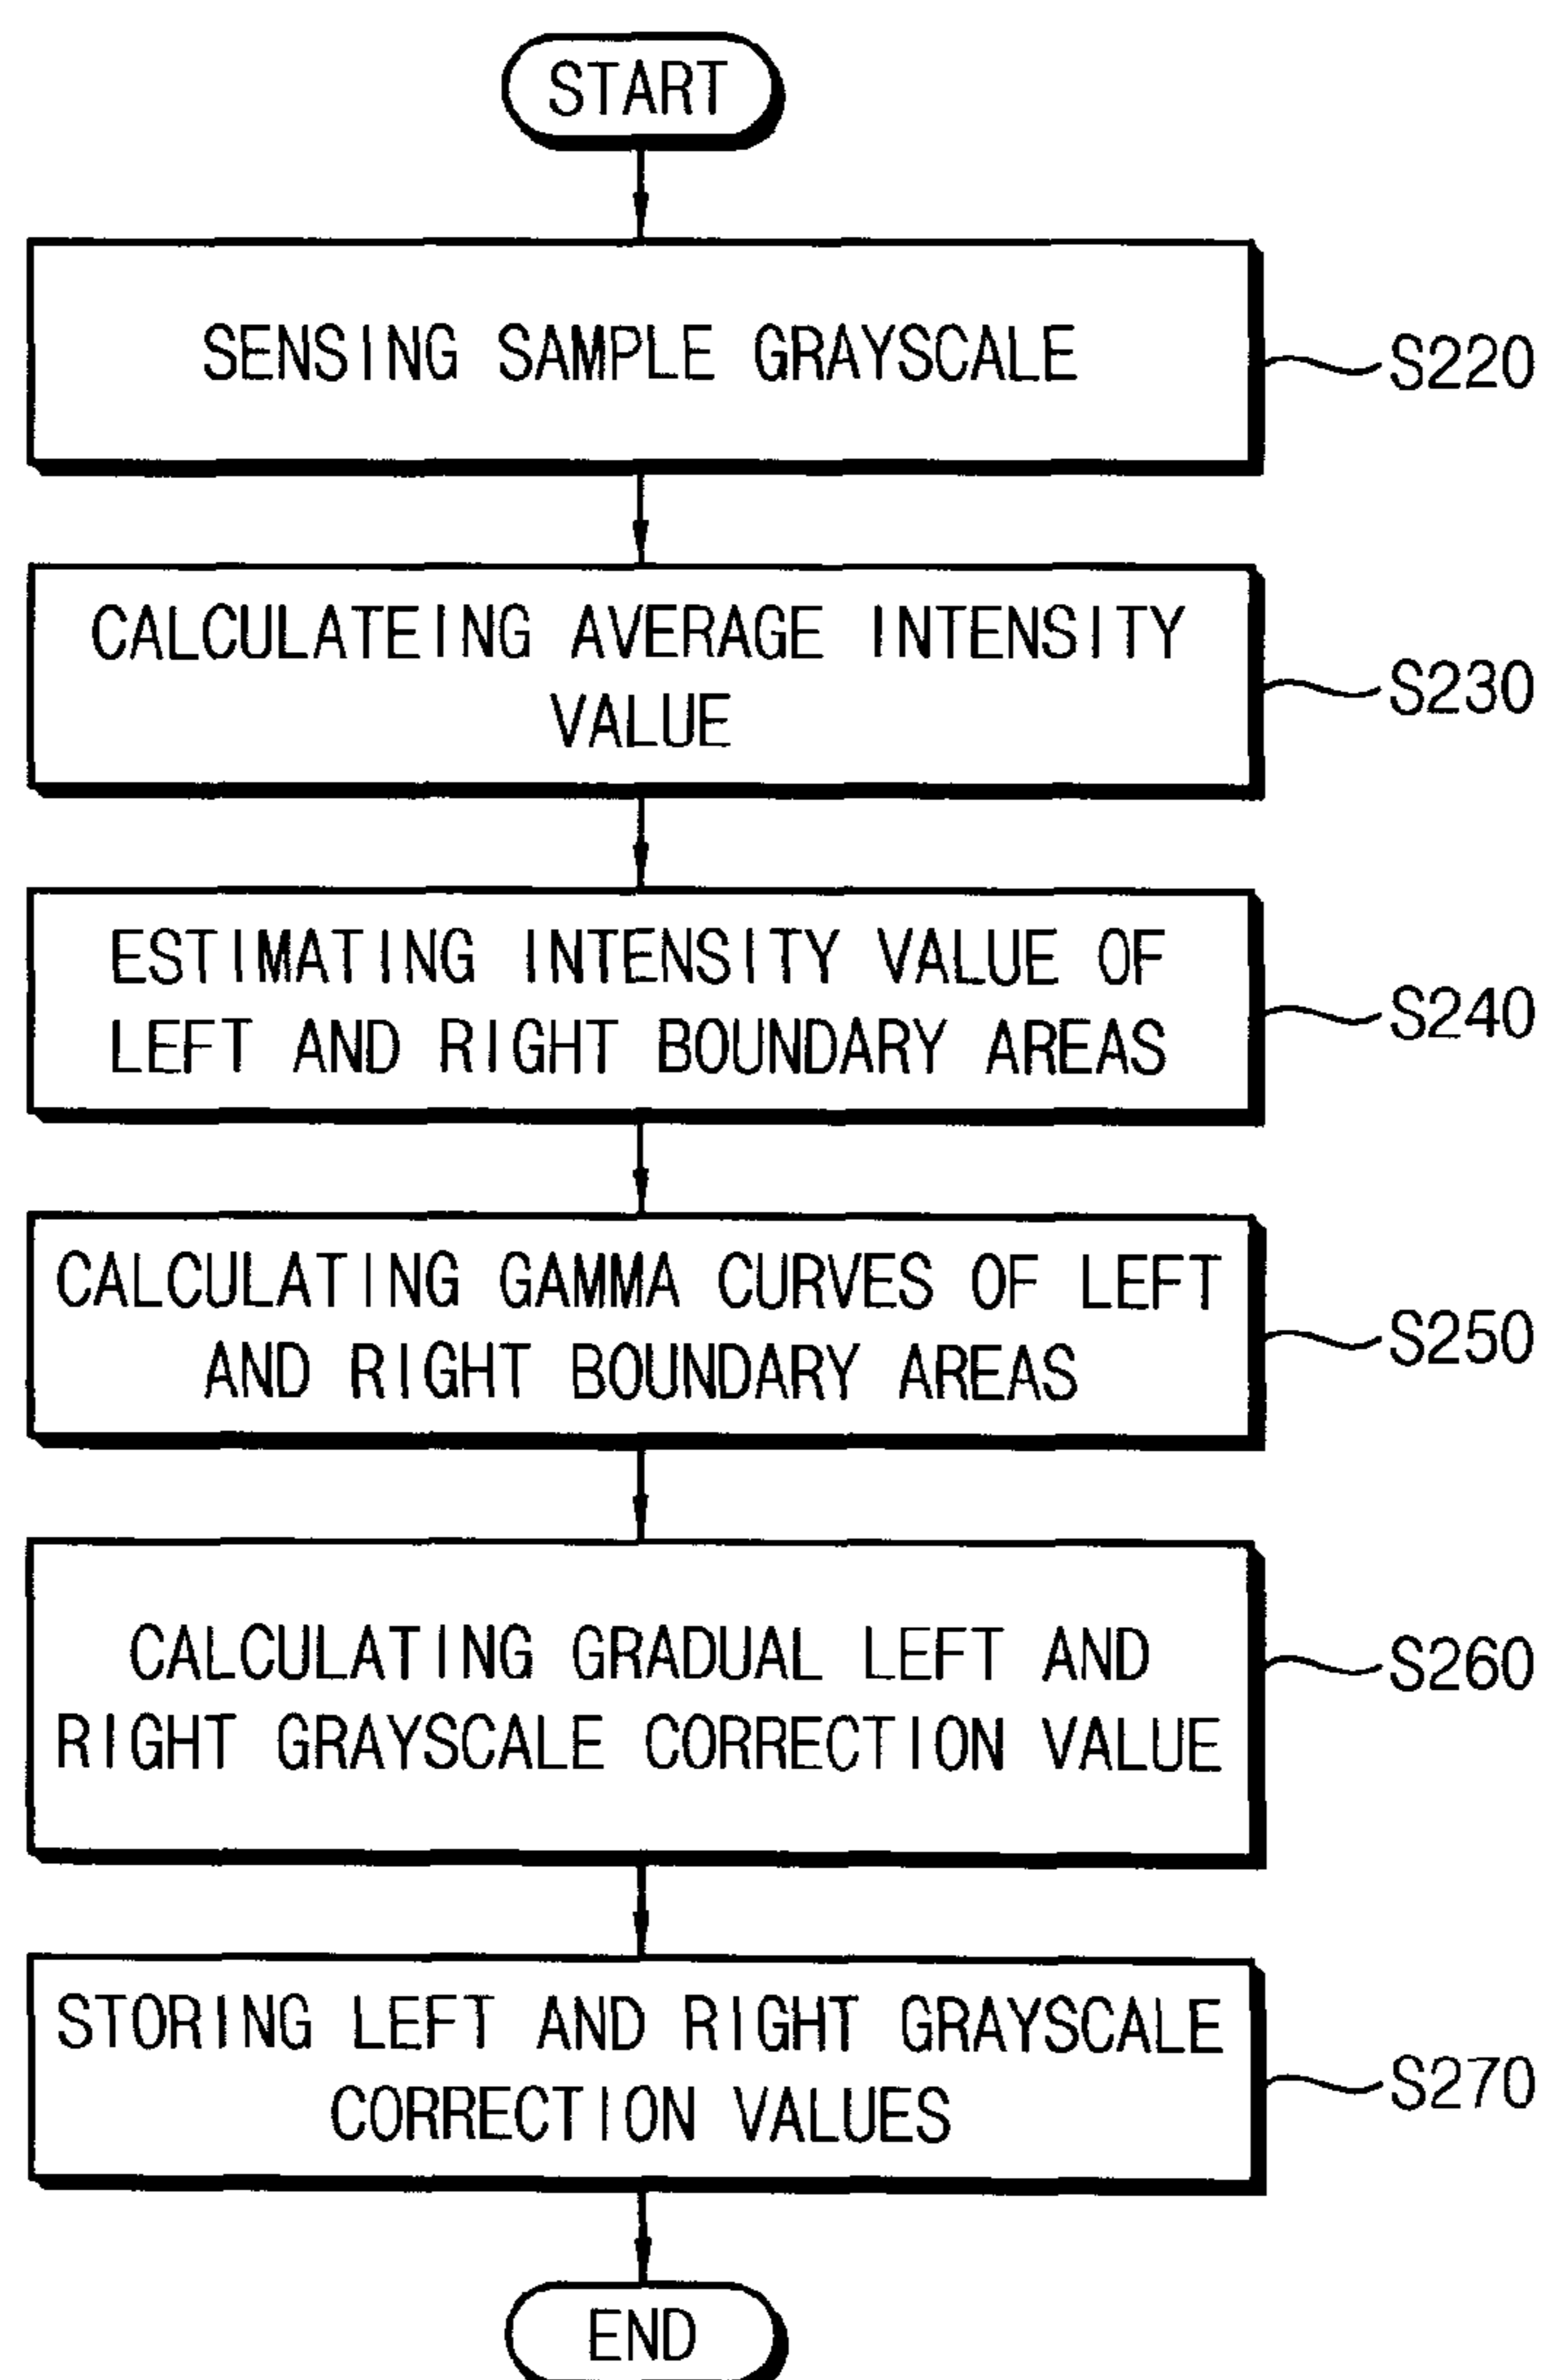 START
SENSING SAMPLE GRAYSCALE
S220
CALCULATEING AVERAGE INTENSITY
VALUE
S230
ESTIMATING INTENSITY VALUE OF
LEFT AND RIGHT BOUNDARY AREAS
S240
CALCULATING GAMMA CURVES OF LEFT
AND RIGHT BOUNDARY AREAS
S250
CALCULATING GRADUAL LEFT AND
RIGHT GRAYSCALE CORRECTION VALUE
S260
STORING LEFT AND RIGHT GRAYSCALE
CORRECTION VALUES
S270
END